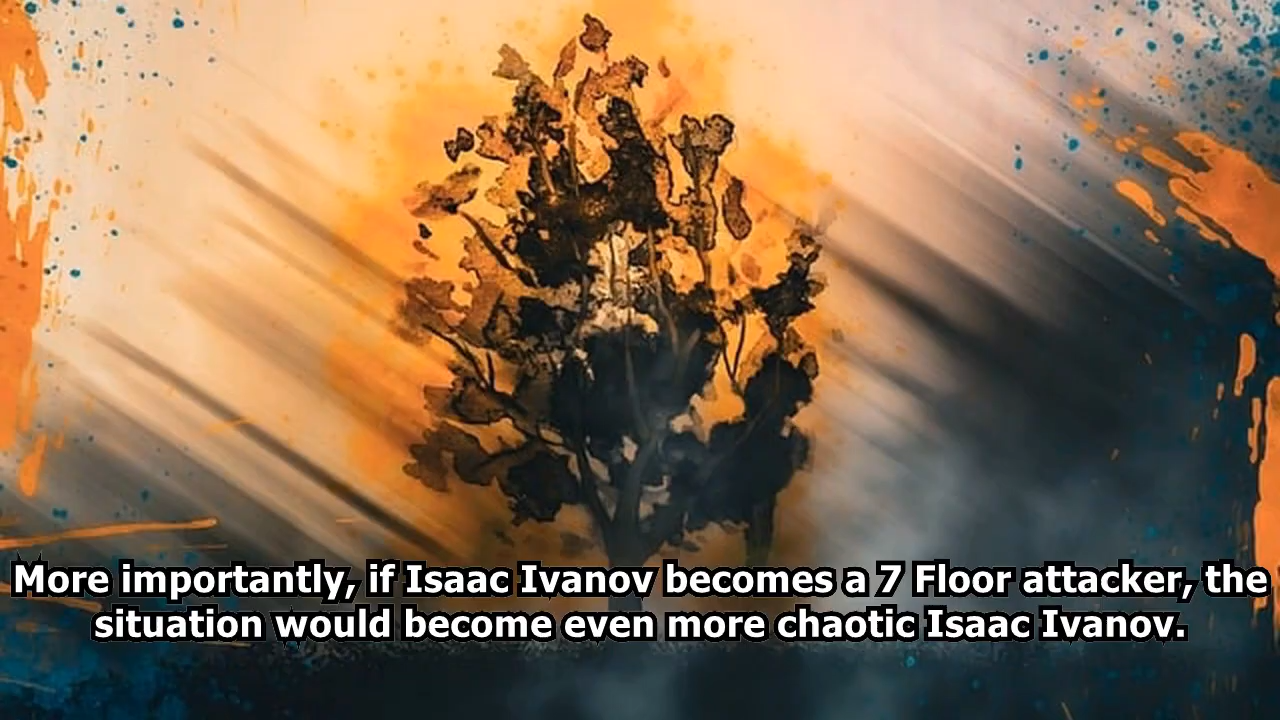 More importantly, if Isaac Ivanov becomes a 7 Floor attacker, the
situation would become even more chaotic Isaac Ivanov.